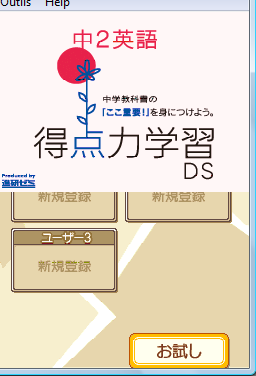 Outils Help
中2英語
中学教科書の
「ここ重要!」を身につけよう。
得点力学習
DS
Produced by
進研ゼミ
新規登録 新規登録
ユーザー3
新規登録
お試し